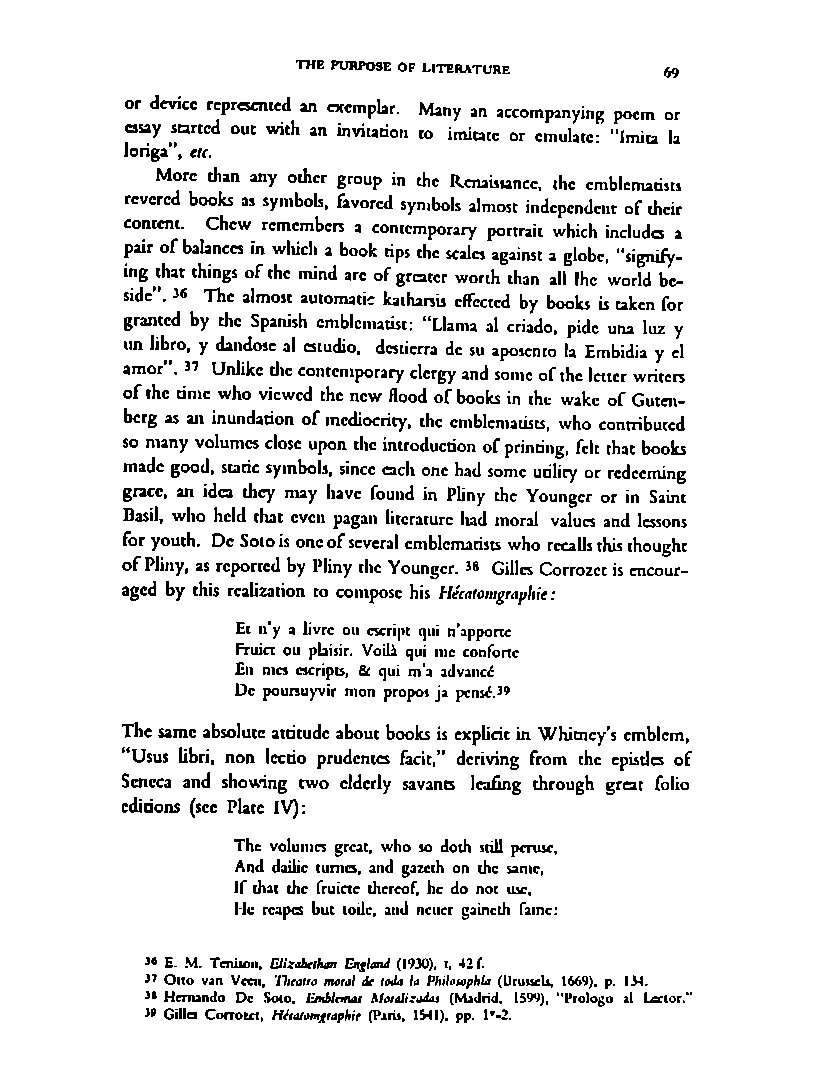 THE PURPOSE OF LITERATURE 69
or device represented an exemplar. Many an accompanying poem or
essay started out with an invitation to imitate or emulate: "Imita la
loriga", etc.
More than any other group in the Renaissance, the emblematists
revered books as symbols, favored symbols almost independent of their
content. Chew remembers a contemporary portrait which includes a
pair of balances in which a book tips the scales against a globe, "signify-
ing that things of the mind are of greater worth than all the world be-
side". 36 The almost automatic katharsis effected by books is taken for
granted by the Spanish emblematist: "Llama al criado, pide una luz y
un libro, y dandose al estudio, destierra de su aposento la Embidia y el
amor". 37 Unlike the contemporary clergy and some of the letter writers
of the time who viewed the new flood of books in the wake of Guten-
berg as an inundation of mediocrity, the emblematists, who contributed
so many volumes close upon the introduction of printing, felt that books
made good, static symbols, since each one had some utility or redeeming
grace, an idea they may have found in Pliny the Younger or in Saint
Basil, who held that even pagan literature had moral values and lessons
for youth. De Soto is one of several emblematists who recalls this thought
of Pliny, as reported by Pliny the Younger. 38 Gilles Corrozet is encour-
aged by this realization to compose his Hécatomgraphie:
Et n'y a livre ou escript qui n'apporte
Fruict ou plaisir. Voilà qui me conforte
En mes escripts, & qui m'a advancé
De poursuyvir mon propos ja pensé.39
The same absolute attitude about books is explicit in Whitney's emblem,
"Usus libri, non lectio prudentes facit," deriving from the epistles of
Seneca and showing two elderly savants leafing through great folio
editions (see Plate IV):
The volumes great, who so doth still peruse,
And dailie turnes, and gazeth on the same,
If that the fruicte thereof, he do not use,
He reapes but toile, and neuer gaineth fame:
36 E. M. Tenison, Elizabethan England (1930), I, 42 f.
37 Otto van Veen, Theatro moral de toda la Philosophia (Brussels, 1669), p. 134.
38 Hernando De Soto, Emblemas Moralizadas (Madrid, 1599), "Prologo al Lector."
39 Gilles Corrozet, Hécatomgraphie (Paris, 1541), pp. 1v-2.